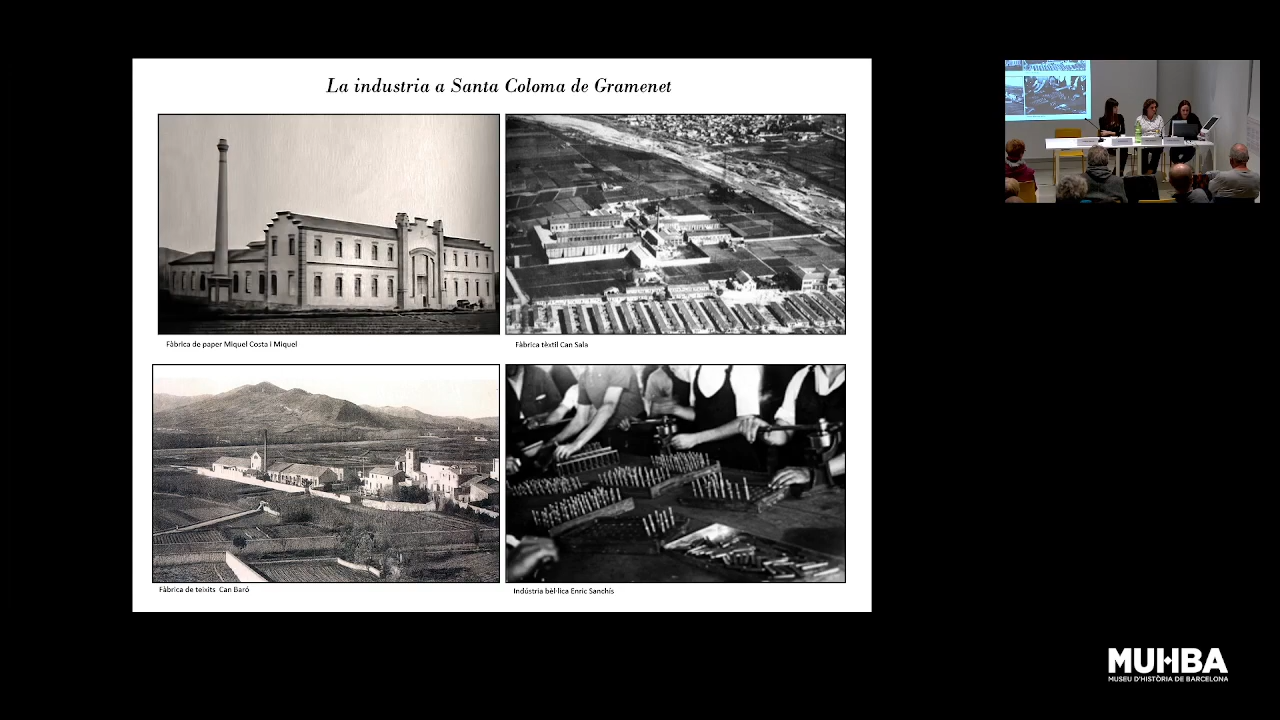 La industria a Santa Coloma de Gramenet
Fàbrica de paper Miquel Costa i Miquel
Fàbrica tèxtil Can Sala
Fàbrica de teixits Can Baró
Indústria bèl·lica Enric Sanchís
MUHBA
MUSEU D'HISTÒRIA DE BARCELONA